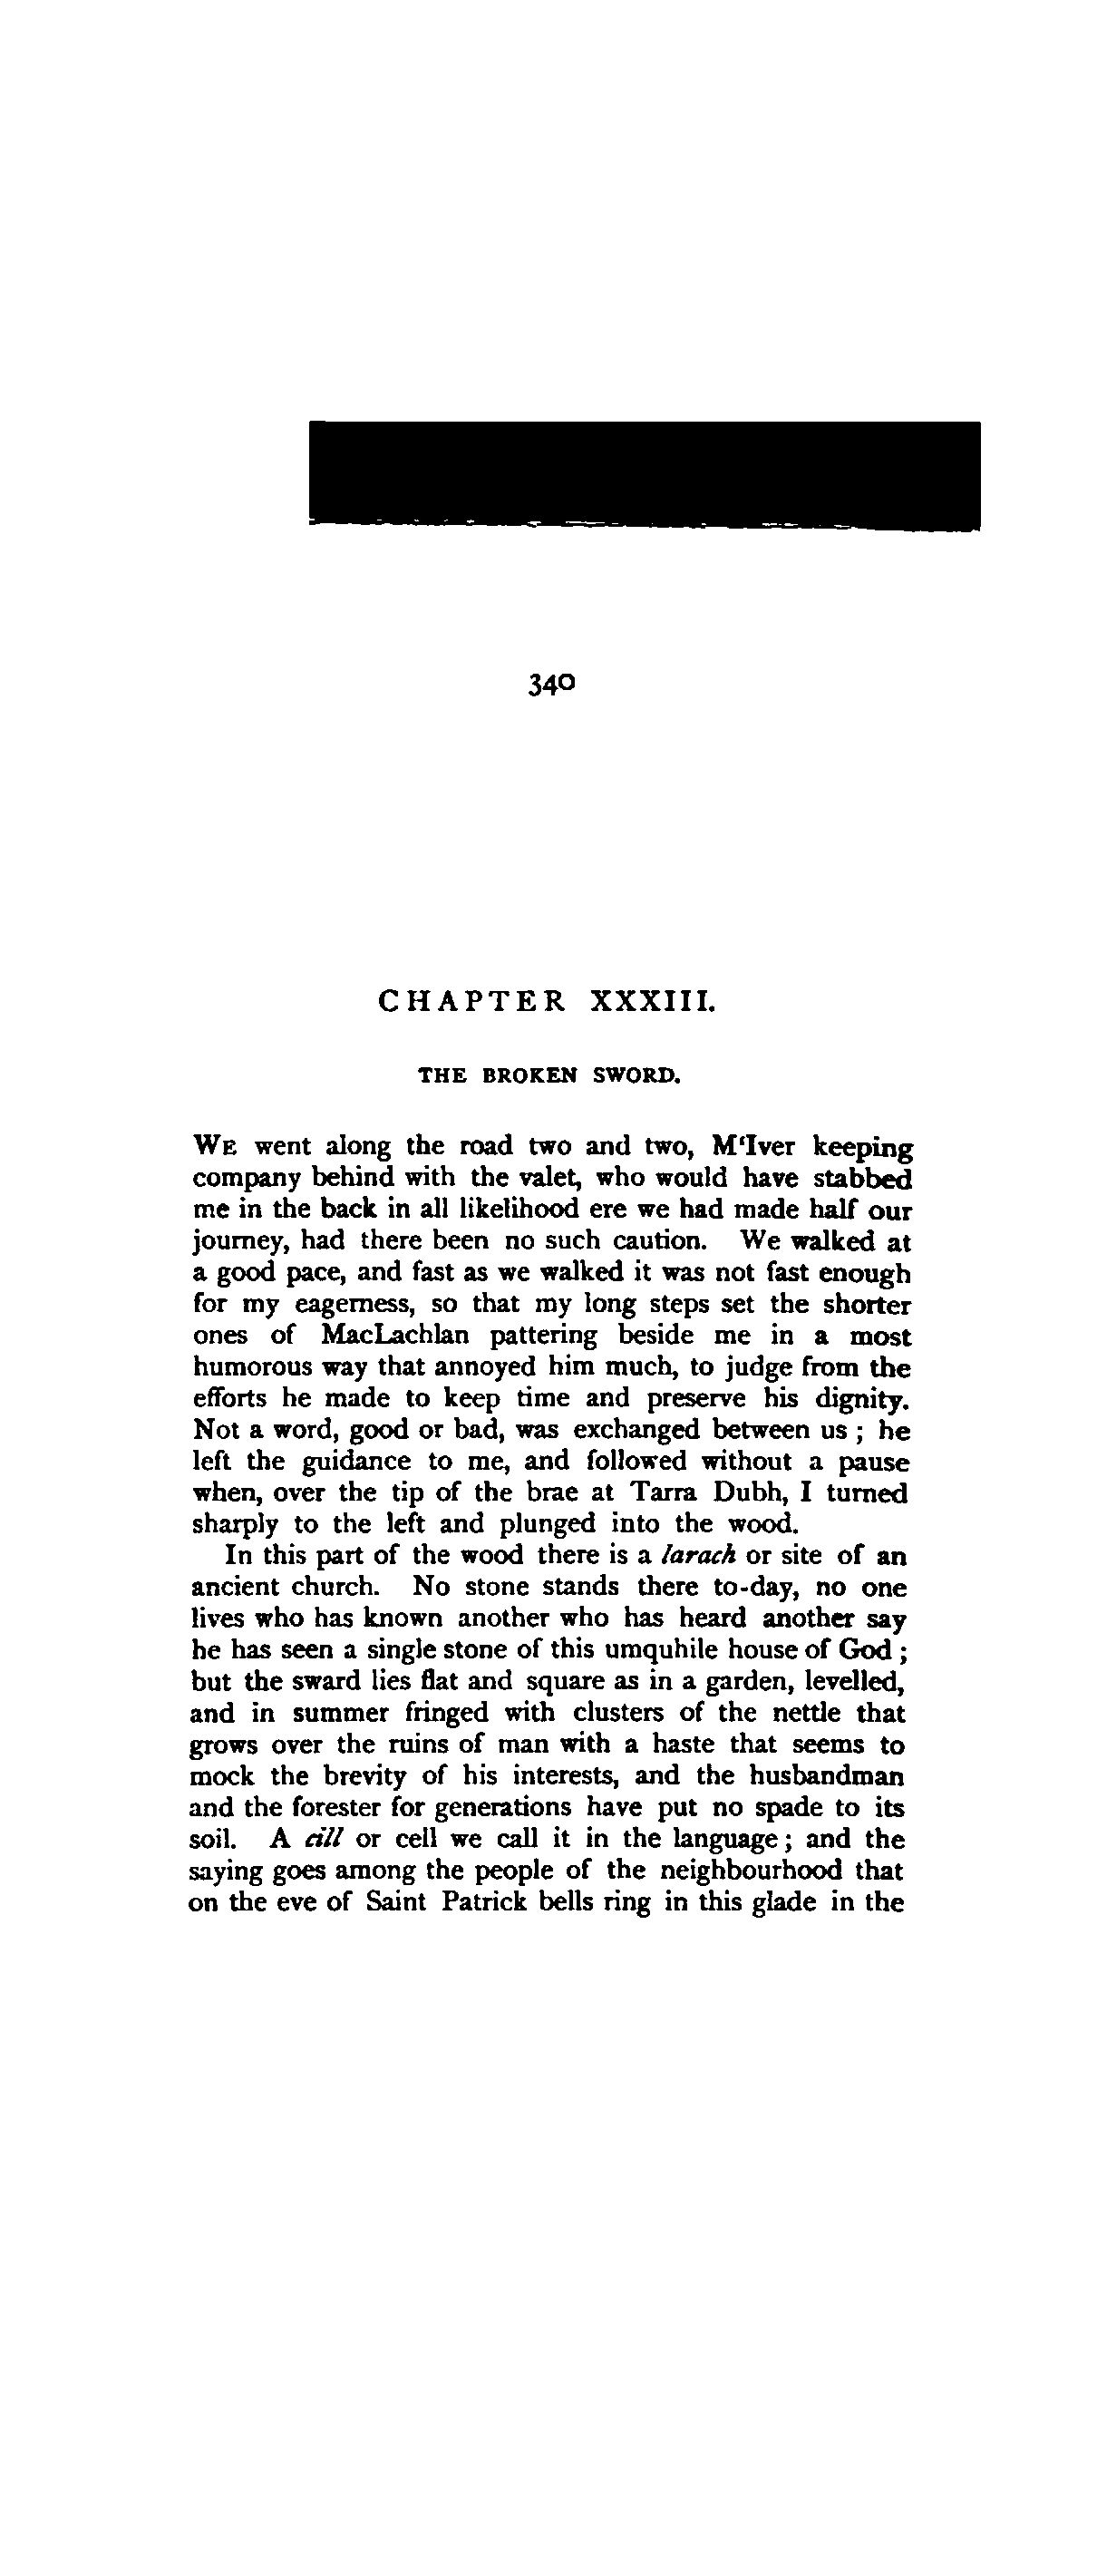 340
CHAPTER XXXIII.
THE BROKEN SWORD.
WE went along the road two and two, M'Iver keeping
company behind with the valet, who would have stabbed
me in the back in all likelihood ere we had made half our
journey, had there been no such caution. We walked at
a good pace, and fast as we walked it was not fast enough
for my eagerness, so that my long steps set the shorter
ones of MacLachlan pattering beside me in a most
humorous way that annoyed him much, to judge from the
efforts he made to keep time and preserve his dignity.
Not a word, good or bad, was exchanged between us ; he
left the guidance to me, and followed without a pause
when, over the tip of the brae at Tarra Dubh, I turned
sharply to the left and plunged into the wood.
In this part of the wood there is a larach or site of an
ancient church. No stone stands there to-day, no one
lives who has known another who has heard another say
he has seen a single stone of this umquhile house of God ;
but the sward lies flat and square as in a garden, levelled,
and in summer fringed with clusters of the nettle that
grows over the ruins of man with a haste that seems to
mock the brevity of his interests, and the husbandman
and the forester for generations have put no spade to its
soil. A cill or cell we call it in the language ; and the
saying goes among the people of the neighbourhood that
on the eve of Saint Patrick bells ring in this glade in the